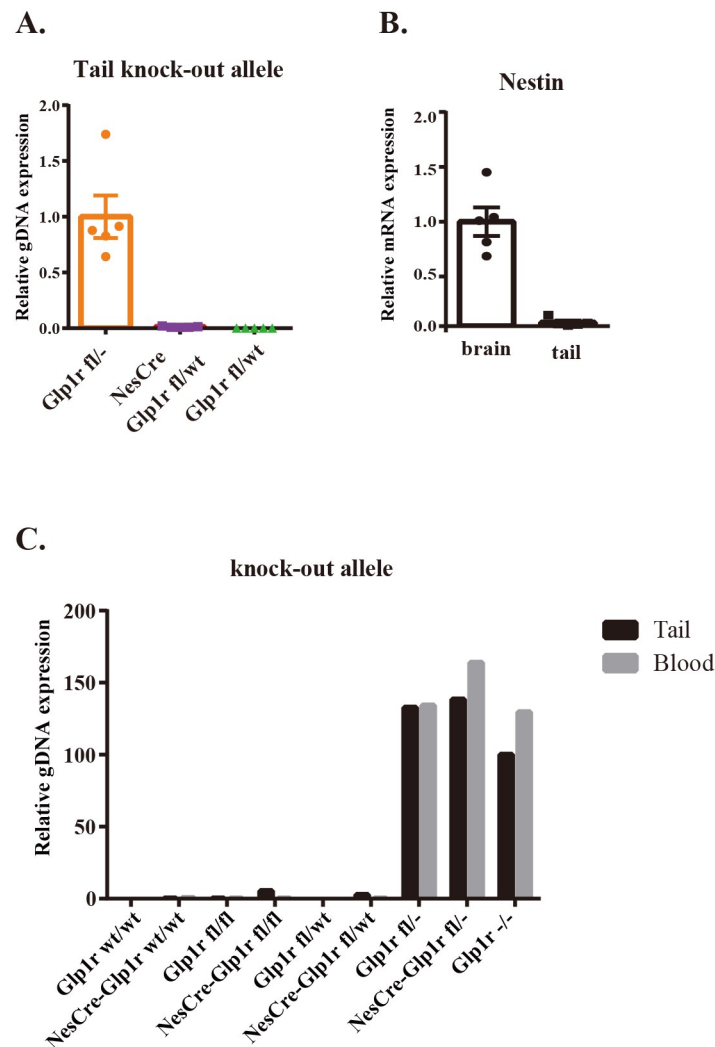 A.
Tail knock-out allele
Relative gDNA expression
2.0
1.5
1.0
0.5
0.0
Glp1r fl/-
NesCre
Glp1r fl/wt
Glp1r fl/wt
B.
Nestin
Relative mRNA expression
2.0
1.5
1.0
0.5
0.0
brain
tail
C.
knock-out allele
Relative gDNA expression
200
150
100
50
0
Glp1r wt/wt
NesCre-Glp1r wt/wt
Glp1r fl/fl
NesCre-Glp1r fl/fl
Glp1r fl/wt
NesCre-Glp1r fl/wt
Glp1r fl/-
NesCre-Glp1r fl/-
Glp1r -/-
Tail
Blood